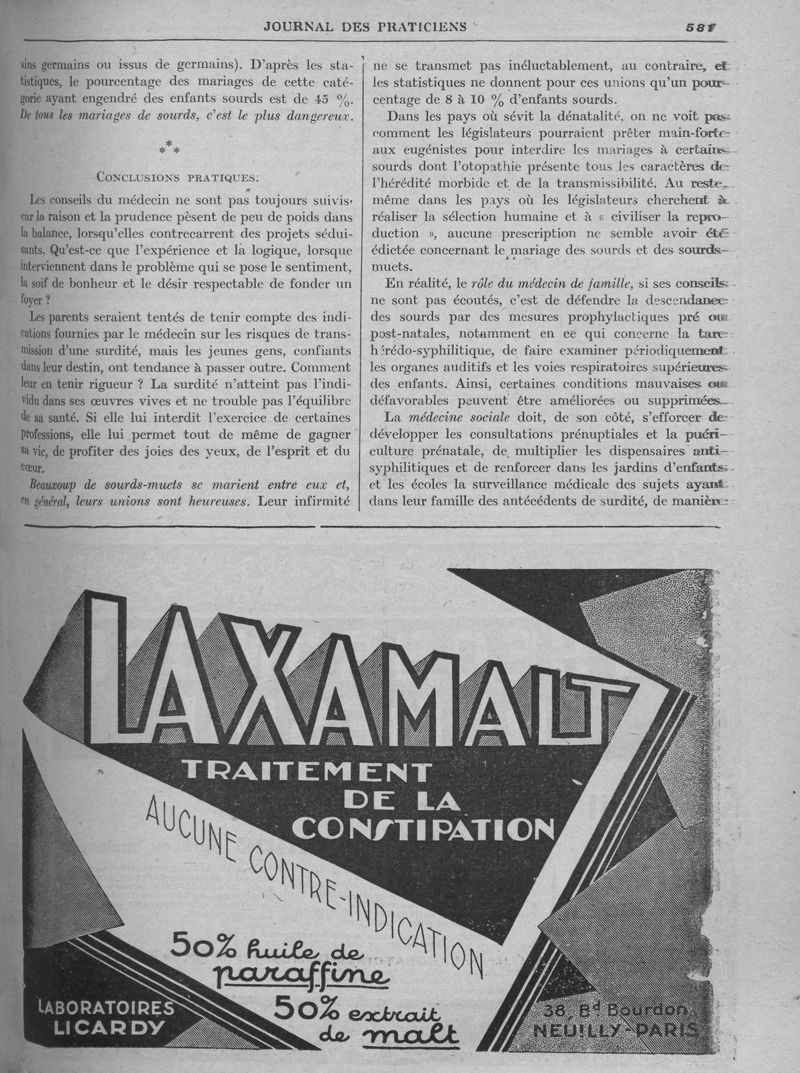 JOURNAL DES PRATICIENS
581
sins germains ou issus de germains). D'après les sta-
tistiques, le pourcentage des mariages de cette caté-
gorie ayant engendré des enfants sourds est de 45 %.
De tous les mariages de sourds, c'est le plus dangereux.
*
* *
CONCLUSIONS PRATIQUES.
Les conseils du médecin ne sont pas toujours suivis,
car la raison et la prudence pèsent de peu de poids dans
la balance, lorsqu'elles contrecarrent des projets sédui-
sants. Qu'est-ce que l'expérience et la logique, lorsque
interviennent dans le problème qui se pose le sentiment,
la soif de bonheur et le désir respectable de fonder un
foyer ?
Les parents seraient tentés de tenir compte des indi-
cations fournies par le médecin sur les risques de trans-
mission d'une surdité, mais les jeunes gens, confiants
dans leur destin, ont tendance à passer outre. Comment
leur en tenir rigueur ? La surdité n'atteint pas l'indi-
vidu dans ses œuvres vives et ne trouble pas l'équilibre
de sa santé. Si elle lui interdit l'exercice de certaines
professions, elle lui permet tout de même de gagner
sa vie, de profiter des joies des yeux, de l'esprit et du
cœur.
Beaucoup de sourds-muets se marient entre eux et,
en général, leurs unions sont heureuses. Leur infirmité
ne se transmet pas inéluctablement, au contraire, et
les statistiques ne donnent pour ces unions qu'un pour-
centage de 8 à 10 % d'enfants sourds.
Dans les pays où sévit la dénatalité, on ne voit pas
comment les législateurs pourraient prêter main-forte
aux eugénistes pour interdire les mariages à certains
sourds dont l'otopathie présente tous les caractères de
l'hérédité morbide et de la transmissibilité. Au reste,
même dans les pays où les législateurs cherchent à
réaliser la sélection humaine et à « civiliser la repro-
duction », aucune prescription ne semble avoir été
édictée concernant le mariage des sourds et des sourds-
muets.
En réalité, le rôle du médecin de famille, si ses conseils
ne sont pas écoutés, c'est de défendre la descendance
des sourds par des mesures prophylactiques pré ou
post-natales, notamment en ce qui concerne la tare
hérédo-syphilitique, de faire examiner périodiquement
les organes auditifs et les voies respiratoires supérieures
des enfants. Ainsi, certaines conditions mauvaises ou
défavorables peuvent être améliorées ou supprimées.
La médecine sociale doit, de son côté, s'efforcer de
développer les consultations prénuptiales et la puéri-
culture prénatale, de multiplier les dispensaires anti-
syphilitiques et de renforcer dans les jardins d'enfants
et les écoles la surveillance médicale des sujets ayant
dans leur famille des antécédents de surdité, de manière
LAXAMALT
TRAITEMENT
DE LA
CONSTIPATION
AUCUNE CONTRE-INDICATION
50% huile de
paraffine
50% extrait
de malt
LABORATOIRES
LICARDY
38, Bd Bourdon
NEUILLY-PARIS